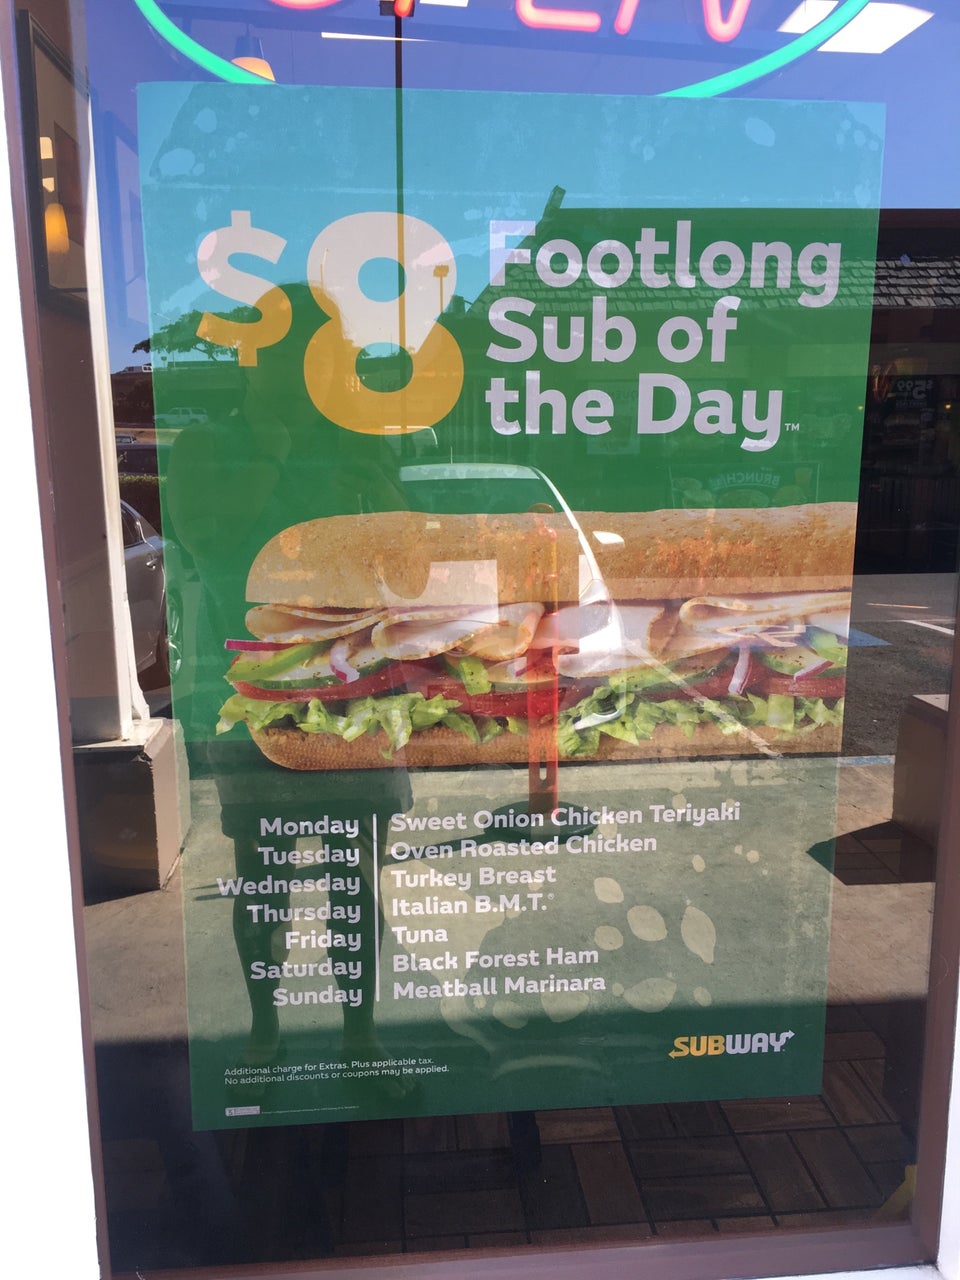 OPEN
$8 Footlong
Sub of
the Day™
Monday Sweet Onion Chicken Teriyaki
Tuesday Oven Roasted Chicken
Wednesday Turkey Breast
Thursday Italian B.M.T.®
Friday Tuna
Saturday Black Forest Ham
Sunday Meatball Marinara
SUBWAY
Additional charge for Extras. Plus applicable tax.
No additional discounts or coupons may be applied.